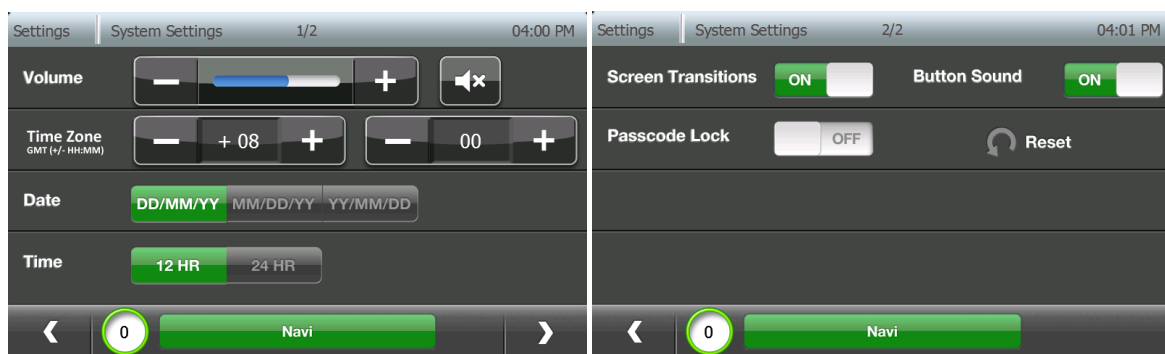 Settings System Settings 1/2 04:00 PM
Volume
Time Zone + 08 00
GMT (+/- HH:MM)
Date DD/MM/YY MM/DD/YY YY/MM/DD
Time 12 HR 24 HR
0 Navi
Settings System Settings 2/2 04:01 PM
Screen Transitions ON Button Sound ON
Passcode Lock OFF Reset
0 Navi